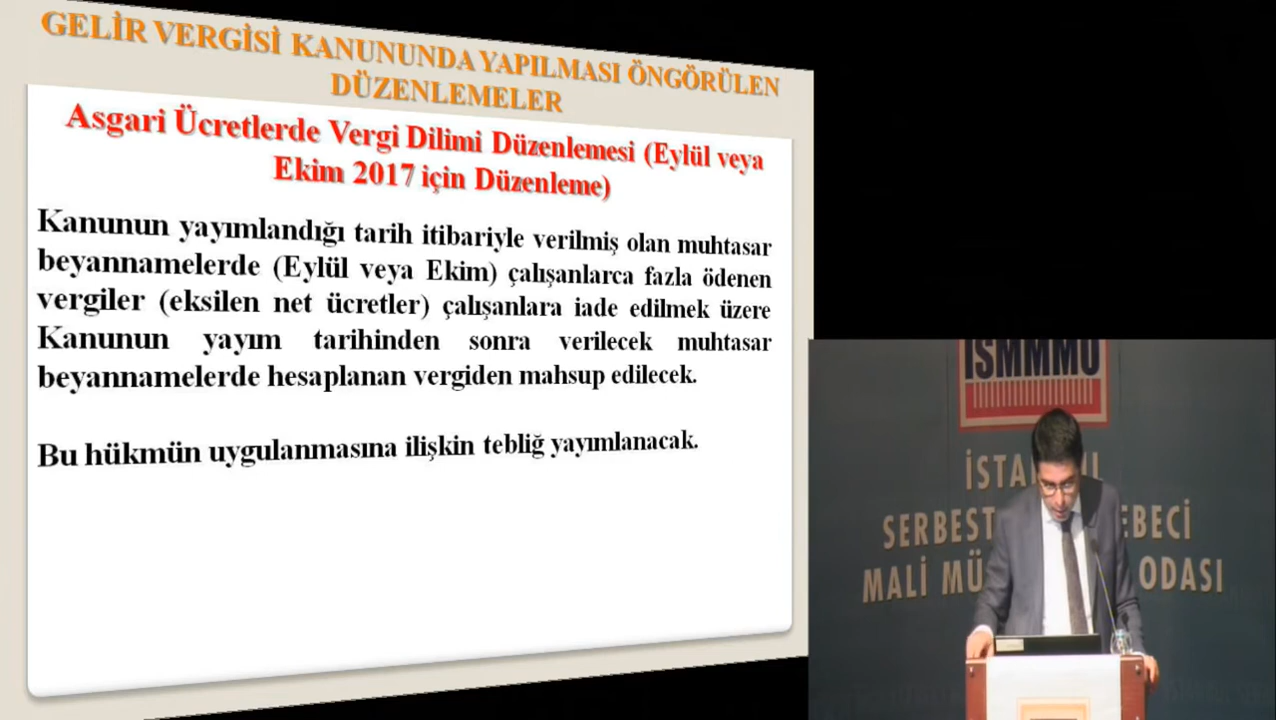 GELİR VERGİSİ KANUNUNDA YAPILMASI ÖNGÖRÜLEN
DÜZENLEMELER
Asgari Ücretlerde Vergi Dilimi Düzenlemesi (Eylül veya
Ekim 2017 için Düzenleme)
Kanunun yayımlandığı tarih itibariyle verilmiş olan muhtasar
beyannamelerde (Eylül veya Ekim) çalışanlarca fazla ödenen
vergiler (eksilen net ücretler) çalışanlara iade edilmek üzere
Kanunun yayım tarihinden sonra verilecek muhtasar
beyannamelerde hesaplanan vergiden mahsup edilecek.
Bu hükmün uygulanmasına ilişkin tebliğ yayımlanacak.
İSMMMO
SERBEST
MALİ
ODASI